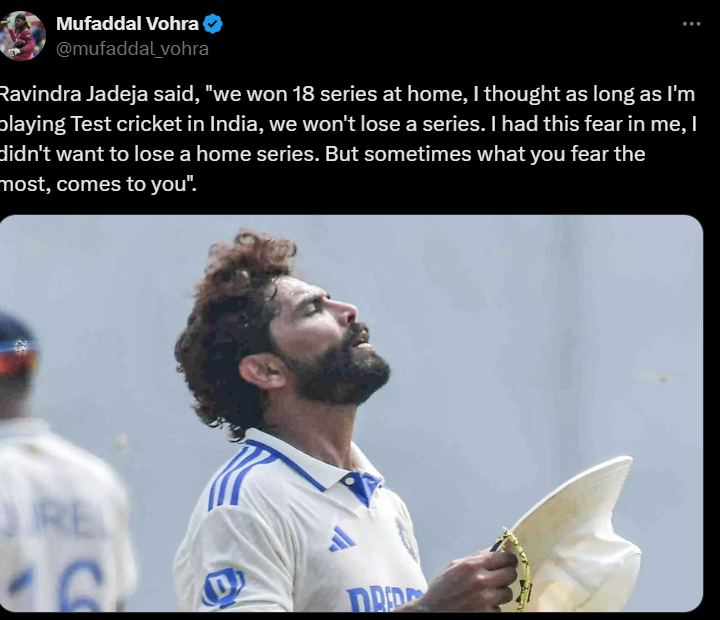 Mufaddal Vohra
@mufaddal_vohra
Ravindra Jadeja said, "we won 18 series at home, I thought as long as I'm
playing Test cricket in India, we won't lose a series. I had this fear in me, I
didn't want to lose a home series. But sometimes what you fear the
most, comes to you".
JUREL
16
DREAM